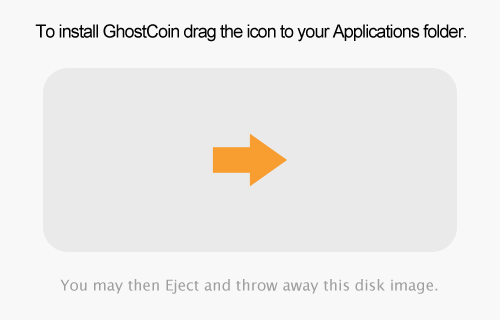 To install GhostCoin drag the icon to your Applications folder.
You may then Eject and throw away this disk image.